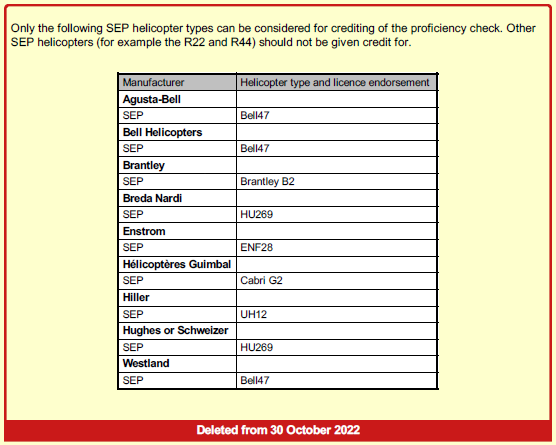 Only the following SEP helicopter types can be considered for crediting of the proficiency check. Other
SEP helicopters (for example the R22 and R44) should not be given credit for.
Manufacturer Helicopter type and licence endorsement
Agusta-Bell
SEP Bell47
Bell Helicopters
SEP Bell47
Brantley
SEP Brantley B2
Breda Nardi
SEP HU269
Enstrom
SEP ENF28
Hélicoptères Guimbal
SEP Cabri G2
Hiller
SEP UH12
Hughes or Schweizer
SEP HU269
Westland
SEP Bell47
Deleted from 30 October 2022